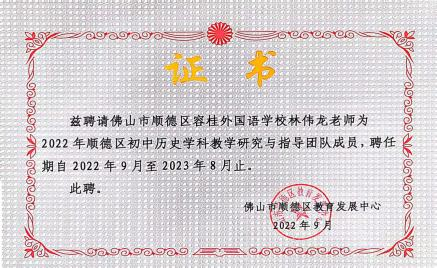 证书
兹聘请佛山市顺德区容桂外国语学校林伟龙老师为
2022年顺德区初中历史学科教学研究与指导团队成员，聘任
期自2022年9月至2023年8月止。
此聘。
佛山市顺德区教育发展中心
2022年9月